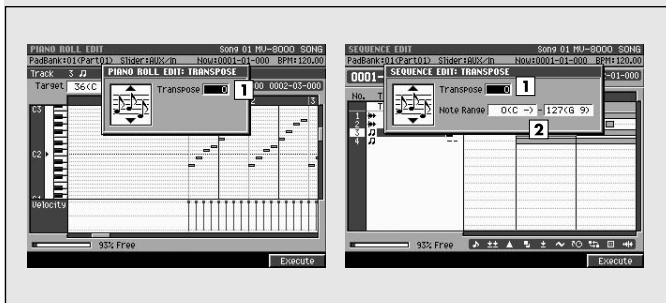 PIANO ROLL EDIT Song 01 MV-8000 SONG
PadBank:01(Part01) Slider:AUX/in Now:0001-01-000 BPM:120.00
Track 3
PIANO ROLL EDIT: TRANSPOSE
Target 36(C
Transpose 0 1
00 0002-03-000
2 3
C3
C2
C1
Velocity
93% Free
Execute
SEQUENCE EDIT Song 01 MV-8000 SONG
PadBank:01(Part01) Slider:AUX/in Now:0001-01-000 BPM:120.00
0001-
SEQUENCE EDIT: TRANSPOSE
-01-000
Transpose 0 1
No. T
Note Range 0(C -) - 127(G 9)
2
1
2
3
4
93% Free
Execute